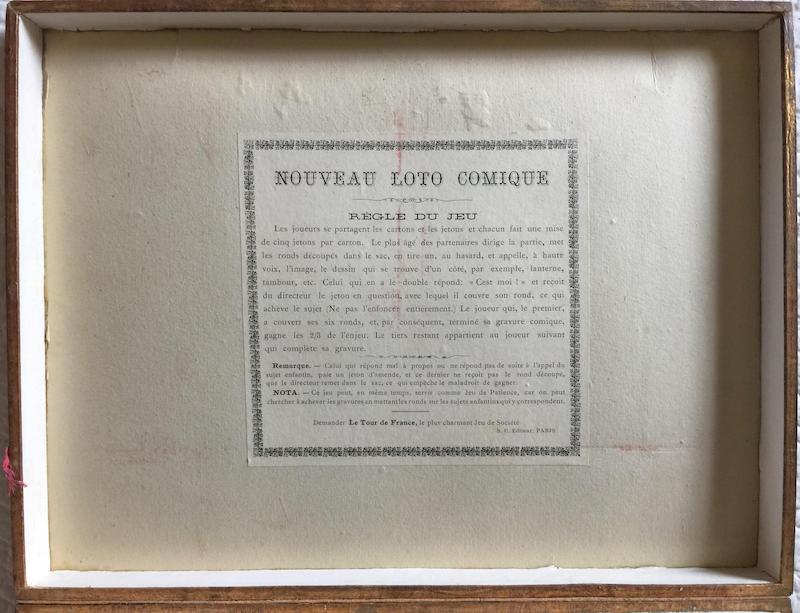 NOUVEAU LOTO COMIQUE
RÈGLE DU JEU
Les joueurs se partagent les cartons et les jetons et chacun fait une mise
de cinq jetons par carton. Le plus âgé des partenaires dirige la partie, met
les ronds découpés dans le sac, en tire un, au hasard, et appelle, à haute
voix, l'image, le dessin qui se trouve d'un côté, par exemple, lanterne,
tambour, etc. Celui qui en a le double répond: « Cest moi ! » et reçoit
du directeur le jeton en question, avec lequel il couvre son rond, ce qui
achève le sujet (Ne pas l'enfoncer entièrement.) Le joueur qui, le premier,
a couvert ses six ronds, et, par conséquent, terminé sa gravure comique,
gagne les 2/3 de l'enjeu. Le tiers restant appartient au joueur suivant
qui complète sa gravure.
Remarque. — Celui qui répond mal à propos ou ne répond pas de suite à l'appel du
sujet enfantin, paie un jeton d'amende, et ce dernier ne reçoit pas le rond découpé,
que le directeur remet dans le sac, ce qui empêche le maladroit de gagner.
NOTA. — Ce jeu peut, en même temps, servir comme Jeu de Patience, car on peut
chercher à achever les gravures en mettant les ronds sur les sujets enfantins qui y correspondent.
Demander Le Tour de France, le plus charmant Jeu de Société
S. C. Editeur. PARIS